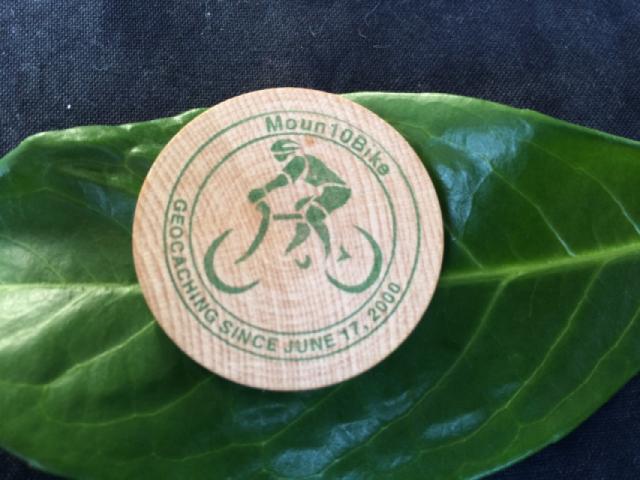 Moun10Bike
GEOCACHING SINCE JUNE 17, 2000